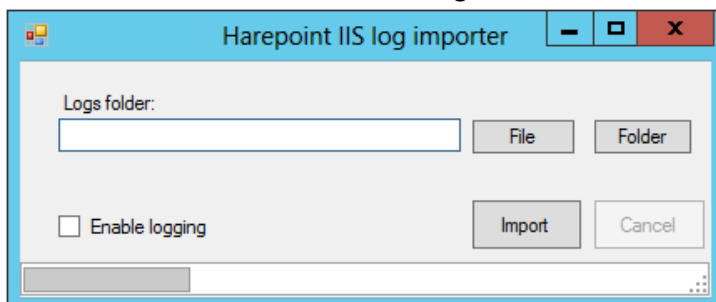 Harepoint IIS log importer
Logs folder:
File
Folder
Enable logging
Import
Cancel